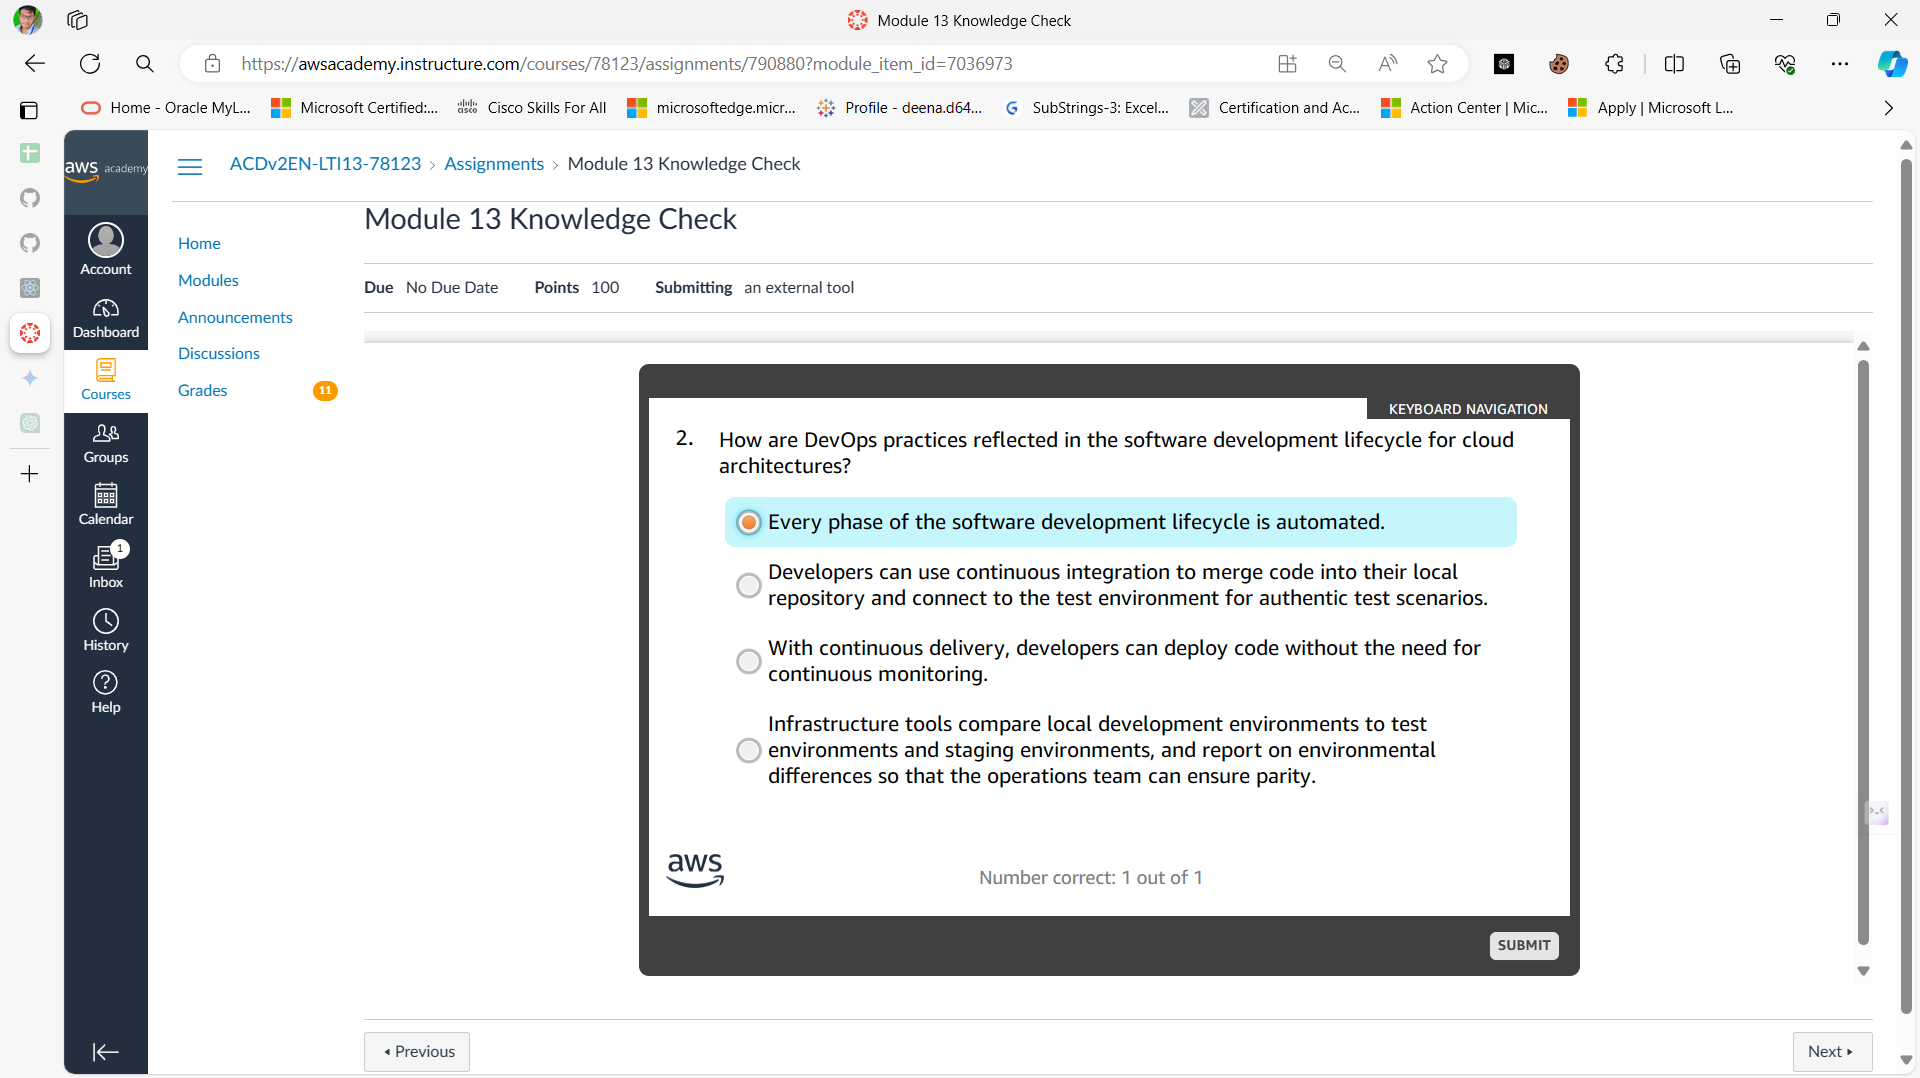 Module 13 Knowledge Check
https://awsacademy.instructure.com/courses/78123/assignments/790880?module_item_id=7036973
Home - Oracle MyL...
Microsoft Certified:...
Cisco Skills For All
microsoftedge.micr...
Profile - deena.d64...
SubStrings-3: Excel...
Certification and Ac...
Action Center | Mic...
Apply | Microsoft L...
aws academy
ACDv2EN-LTI13-78123 › Assignments › Module 13 Knowledge Check
Account
Dashboard
Courses
Groups
Calendar
1
Inbox
History
Help
Home
Modules
Announcements
Discussions
Grades 11
Module 13 Knowledge Check
Due No Due Date Points 100 Submitting an external tool
KEYBOARD NAVIGATION
2. How are DevOps practices reflected in the software development lifecycle for cloud
architectures?
Every phase of the software development lifecycle is automated.
Developers can use continuous integration to merge code into their local
repository and connect to the test environment for authentic test scenarios.
With continuous delivery, developers can deploy code without the need for
continuous monitoring.
Infrastructure tools compare local development environments to test
environments and staging environments, and report on environmental
differences so that the operations team can ensure parity.
aws
Number correct: 1 out of 1
SUBMIT
Previous
Next